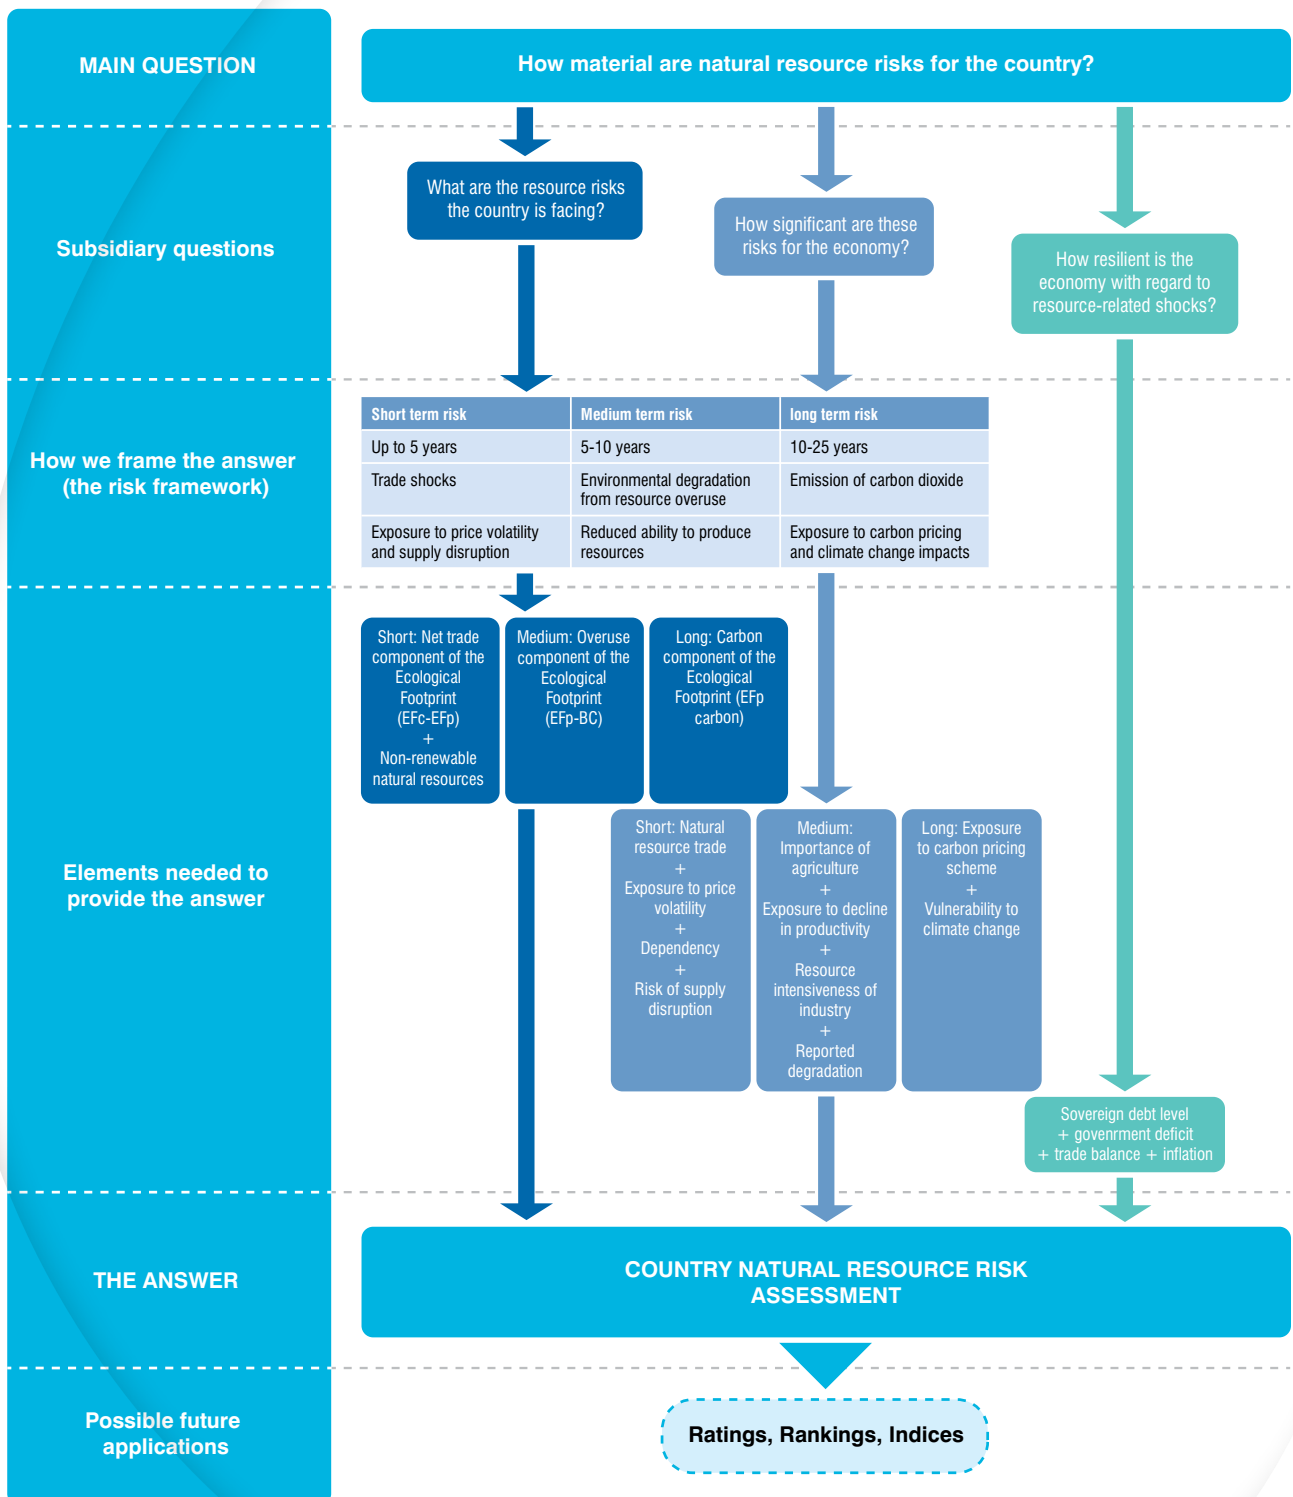 MAIN QUESTION
How material are natural resource risks for the country?
Subsidiary questions
What are the resource risks
the country is facing?
How significant are these
risks for the economy?
How resilient is the
economy with regard to
resource-related shocks?
How we frame the answer
(the risk framework)
Short term risk
Medium term risk
long term risk
Up to 5 years
5-10 years
10-25 years
Trade shocks
Environmental degradation
from resource overuse
Emission of carbon dioxide
Exposure to price volatility
and supply disruption
Reduced ability to produce
resources
Exposure to carbon pricing
and climate change impacts
Elements needed to
provide the answer
Short: Net trade
component of the
Ecological
Footprint
(EFc-EFp)
+
Non-renewable
natural resources
Medium: Overuse
component of the
Ecological
Footprint
(EFp-BC)
Long: Carbon
component of the
Ecological
Footprint (EFp
carbon)
Short: Natural
resource trade
+
Exposure to price
volatility
+
Dependency
+
Risk of supply
disruption
Medium:
Importance of
agriculture
+
Exposure to decline
in productivity
+
Resource
intensiveness of
industry
+
Reported
degradation
Long: Exposure
to carbon pricing
scheme
+
Vulnerability to
climate change
Sovereign debt level
+ govenrment deficit
+ trade balance + inflation
THE ANSWER
COUNTRY NATURAL RESOURCE RISK
ASSESSMENT
Possible future
applications
Ratings, Rankings, Indices